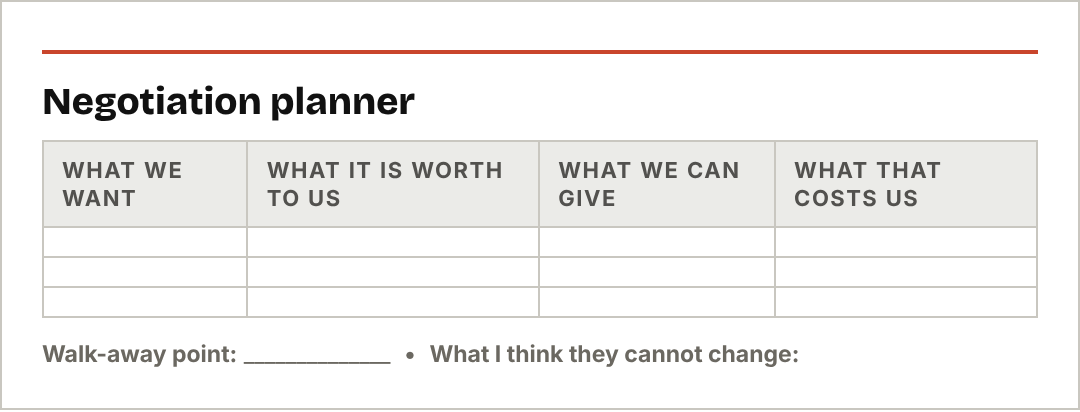 Negotiation planner
WHAT WE WANT
WHAT IT IS WORTH TO US
WHAT WE CAN GIVE
WHAT THAT COSTS US
Walk-away point: ______________ • What I think they cannot change: